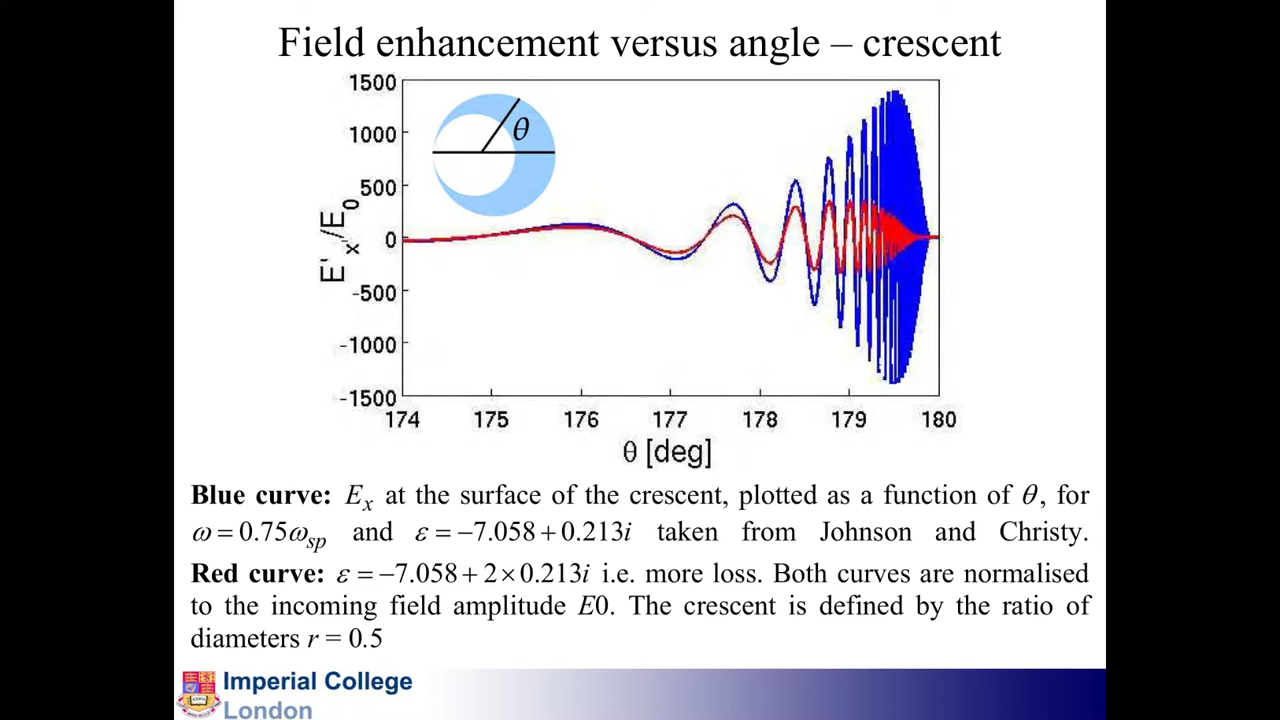 Field enhancement versus angle – crescent
1500
1000
500
0
-500
-1000
-1500
E'x'/E0
θ
174 175 176 177 178 179 180
θ [deg]
Blue curve: Ex at the surface of the crescent, plotted as a function of θ, for
ω = 0.75ωsp and ε = −7.058 + 0.213i taken from Johnson and Christy.
Red curve: ε = −7.058 + 2×0.213i i.e. more loss. Both curves are normalised
to the incoming field amplitude E0. The crescent is defined by the ratio of
diameters r = 0.5
Imperial College
London